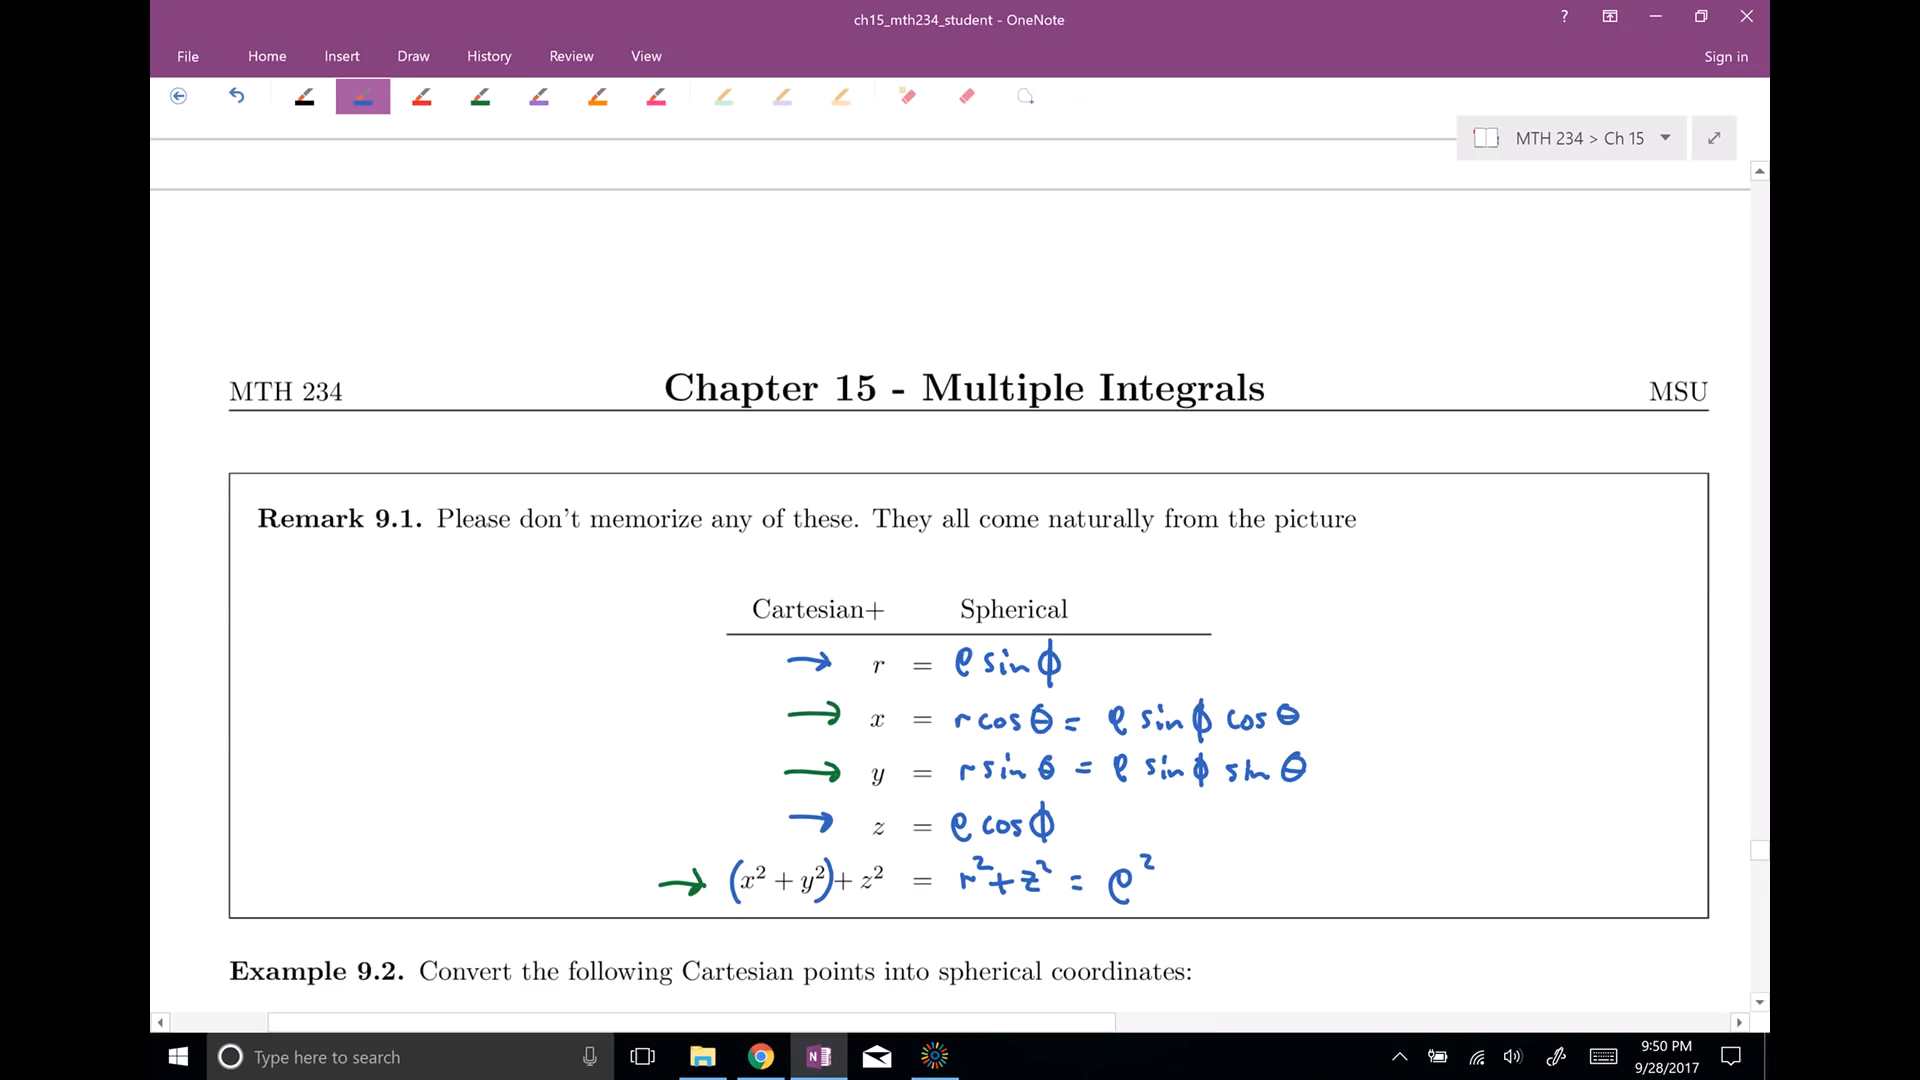 ch15_mth234_student - OneNote
?
File Home Insert Draw History Review View Sign in
MTH 234 > Ch 15
MTH 234 Chapter 15 - Multiple Integrals MSU
Remark 9.1. Please don't memorize any of these. They all come naturally from the picture
Cartesian+ Spherical
→ r = ρ sin ϕ
→ x = r cos θ = ρ sin ϕ cos θ
→ y = r sin θ = ρ sin ϕ sin θ
→ z = ρ cos ϕ
→ (x² + y²) + z² = r² + z² = ρ²
Example 9.2. Convert the following Cartesian points into spherical coordinates:
Type here to search
N
9:50 PM
9/28/2017